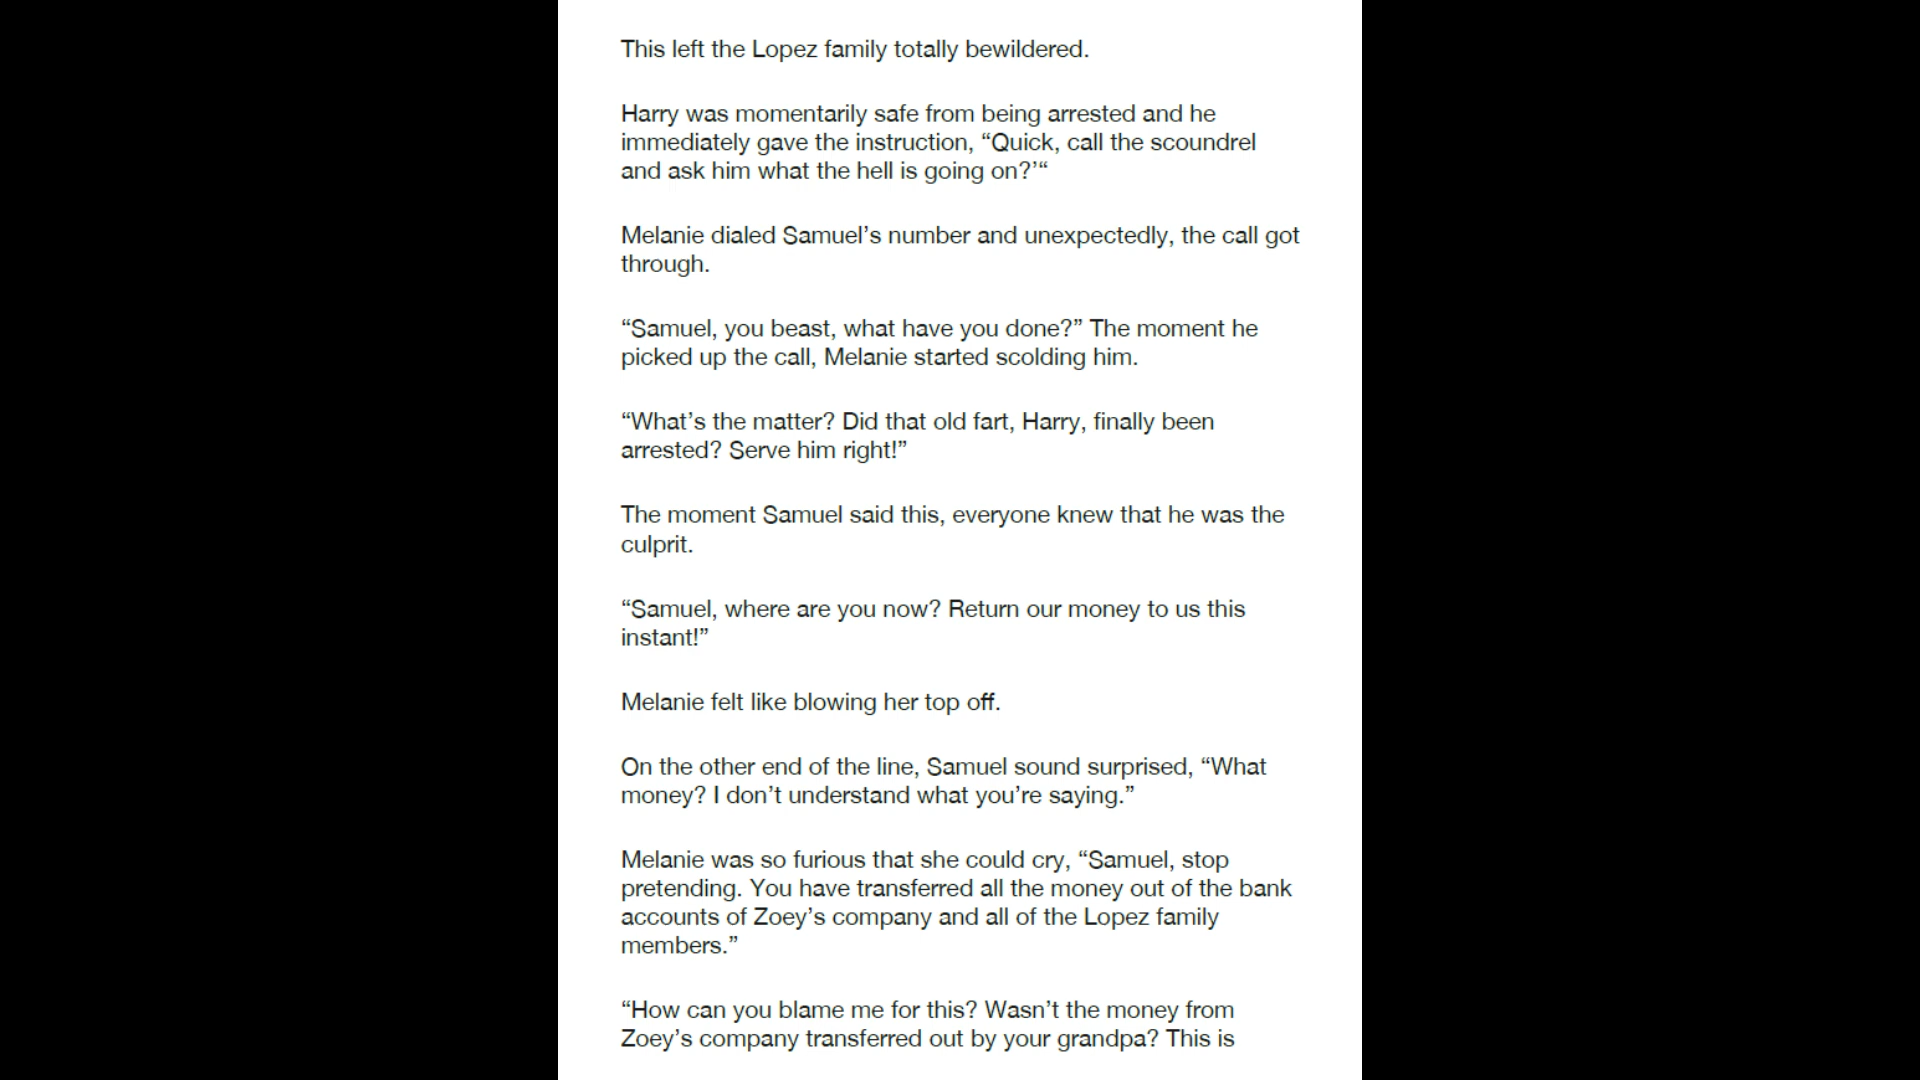 This left the Lopez family totally bewildered.
Harry was momentarily safe from being arrested and he
immediately gave the instruction, “Quick, call the scoundrel
and ask him what the hell is going on?’“
Melanie dialed Samuel’s number and unexpectedly, the call got
through.
“Samuel, you beast, what have you done?” The moment he
picked up the call, Melanie started scolding him.
“What’s the matter? Did that old fart, Harry, finally been
arrested? Serve him right!”
The moment Samuel said this, everyone knew that he was the
culprit.
“Samuel, where are you now? Return our money to us this
instant!”
Melanie felt like blowing her top off.
On the other end of the line, Samuel sound surprised, “What
money? I don’t understand what you’re saying.”
Melanie was so furious that she could cry, “Samuel, stop
pretending. You have transferred all the money out of the bank
accounts of Zoey’s company and all of the Lopez family
members.”
“How can you blame me for this? Wasn’t the money from
Zoey’s company transferred out by your grandpa? This is